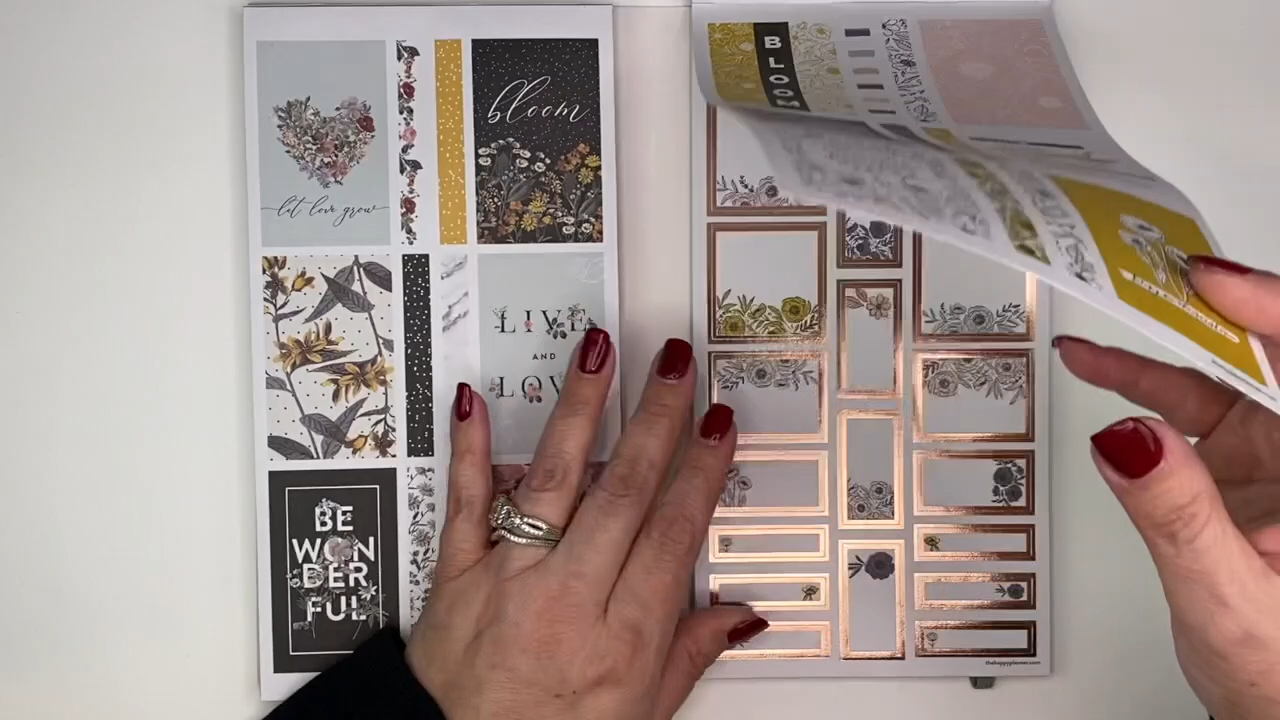 let love grow
bloom
LIVE
AND
LOVE
BE
WON
DER
FUL
BLOOM
thehappyplanner.com